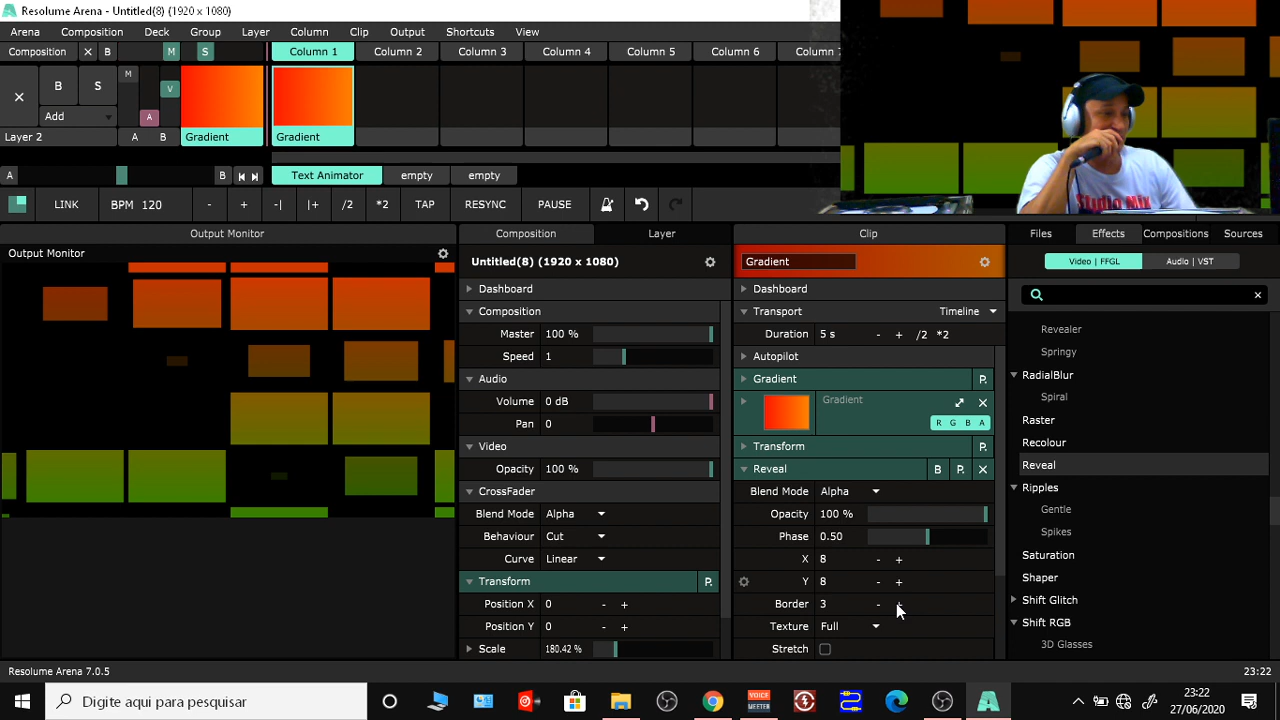 Resolume Arena - Untitled(8) (1920 x 1080)
Arena Composition Deck Group Layer Column Clip Output Shortcuts View
Composition × B M S Column 1 Column 2 Column 3 Column 4 Column 5 Column 6 Column 7
× B S M V
Add A
Layer 2 A B Gradient Gradient
A B Text Animator empty empty
LINK BPM 120 - + -| |+ /2 *2 TAP RESYNC PAUSE
Studio Mix
Output Monitor Composition Layer Clip Files Effects Compositions Sources
Output Monitor
Untitled(8) (1920 x 1080)
Dashboard
Composition
Master 100 %
Speed 1
Audio
Volume 0 dB
Pan 0
Video
Opacity 100 %
CrossFader
Blend Mode Alpha
Behaviour Cut
Curve Linear
Transform P.
Position X 0 - +
Position Y 0 - +
Scale 180.42 %
Gradient
Dashboard
Transport Timeline
Duration 5 s - + /2 *2
Autopilot
Gradient P.
Gradient
R G B A
Transform P.
Reveal B P. ×
Blend Mode Alpha
Opacity 100 %
Phase 0.50
X 8 - +
Y 8 - +
Border 3 - +
Texture Full
Stretch
Video | FFGL Audio | VST
Revealer
Springy
RadialBlur
Spiral
Raster
Recolour
Reveal
Ripples
Gentle
Spikes
Saturation
Shaper
Shift Glitch
Shift RGB
3D Glasses
Resolume Arena 7.0.5 23:22
Digite aqui para pesquisar
VOICE MEETER
23:22
27/06/2020